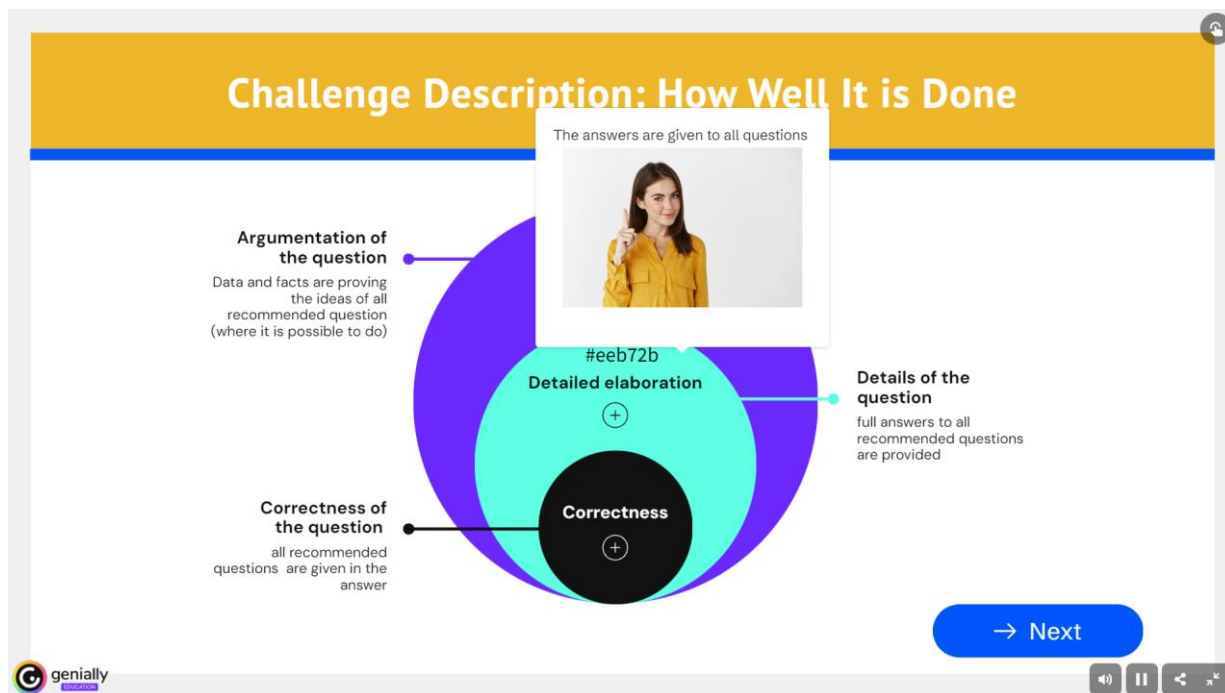 Challenge Description: How Well It is Done
The answers are given to all questions
Argumentation of
the question
Data and facts are proving
the ideas of all
recommended question
(where it is possible to do)
#eeb72b
Detailed elaboration
Details of the
question
full answers to all
recommended questions
are provided
Correctness
Correctness of
the question
all recommended
questions are given in the
answer
→ Next
genially
EDUCATION